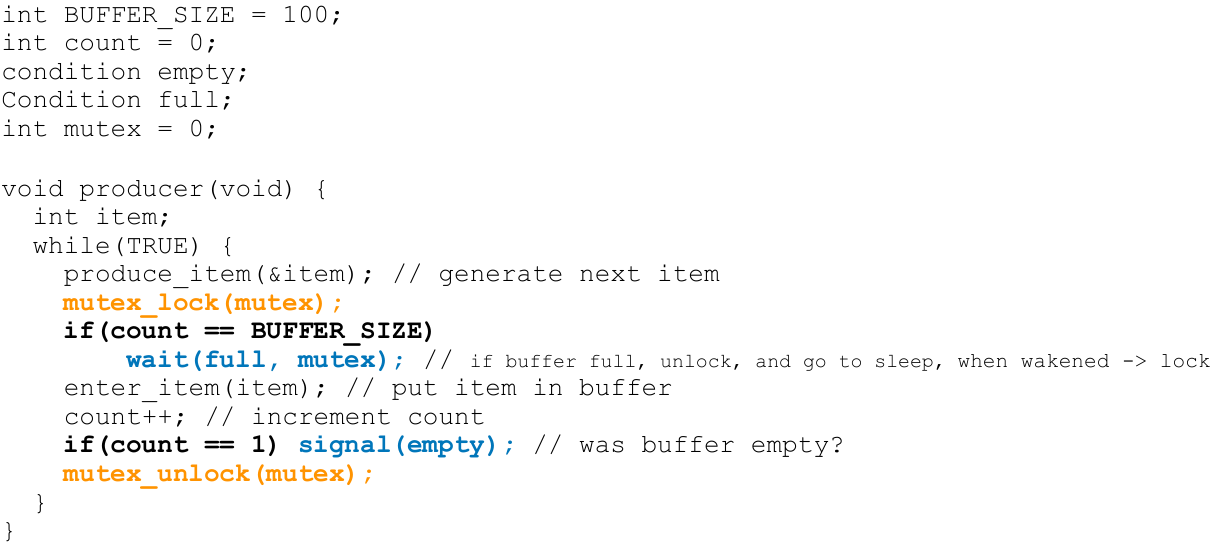 int BUFFER_SIZE = 100;
int count = 0;
condition empty;
Condition full;
int mutex = 0;

void producer(void) {
  int item;
  while(TRUE) {
    produce_item(&item); // generate next item
    mutex_lock(mutex);
    if(count == BUFFER_SIZE)
        wait(full, mutex); // if buffer full, unlock, and go to sleep, when wakened -> lock
    enter_item(item); // put item in buffer
    count++; // increment count
    if(count == 1) signal(empty); // was buffer empty?
    mutex_unlock(mutex);
  }
}